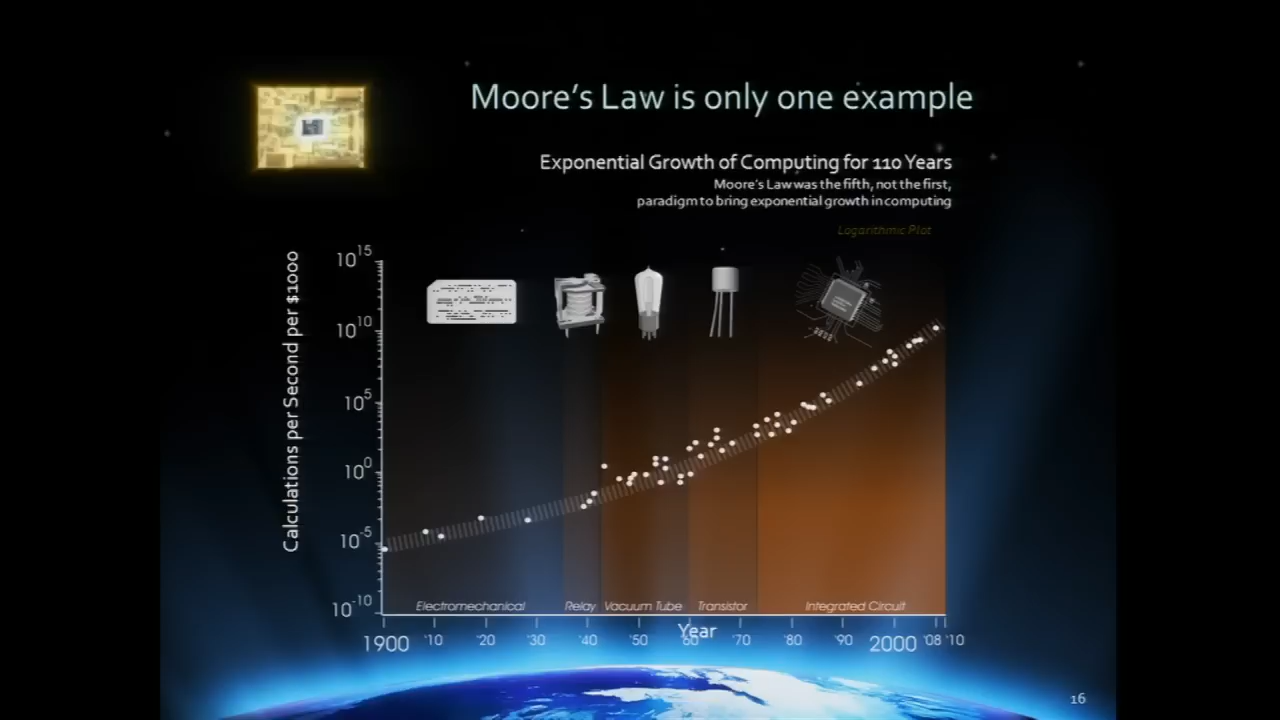 Moore's Law is only one example
Exponential Growth of Computing for 110 Years
Moore's Law was the fifth, not the first,
paradigm to bring exponential growth in computing
Logarithmic Plot
Calculations per Second per $1000
10^15
10^10
10^5
10^0
10^-5
10^-10
Electromechanical Relay Vacuum Tube Transistor Integrated Circuit
1900 '10 '20 '30 '40 '50 '60 '70 '80 '90 2000 '08 '10
Year
16